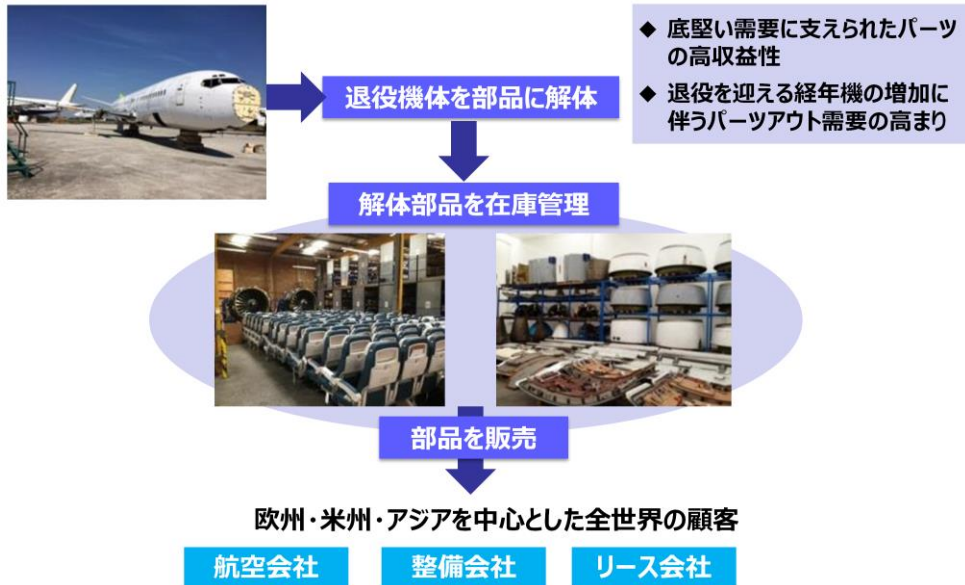 ◆ 底堅い需要に支えられたパーツ
の高収益性
◆ 退役を迎える経年機の増加に
伴うパーツアウト需要の高まり
退役機体を部品に解体
解体部品を在庫管理
部品を販売
欧州・米州・アジアを中心とした全世界の顧客
航空会社
整備会社
リース会社